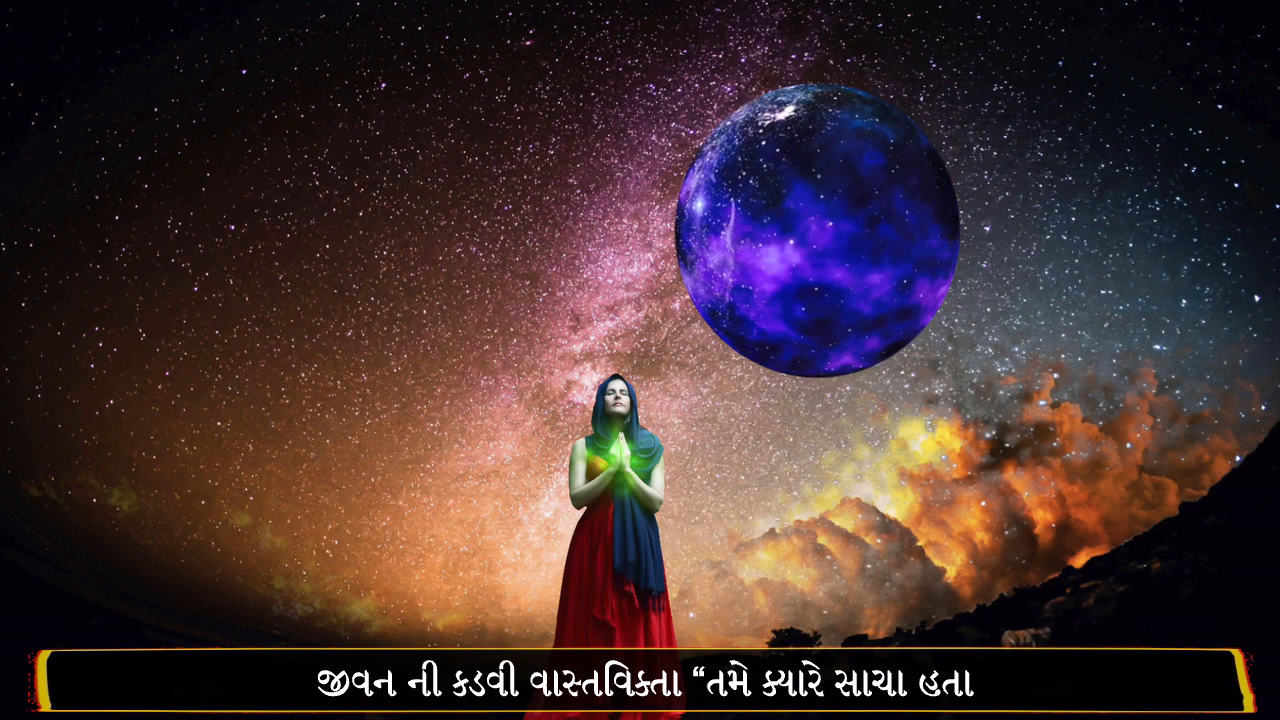 જીવન ની કડવી વાસ્તવિક્તા “તમે ક્યારે સાચા હતા